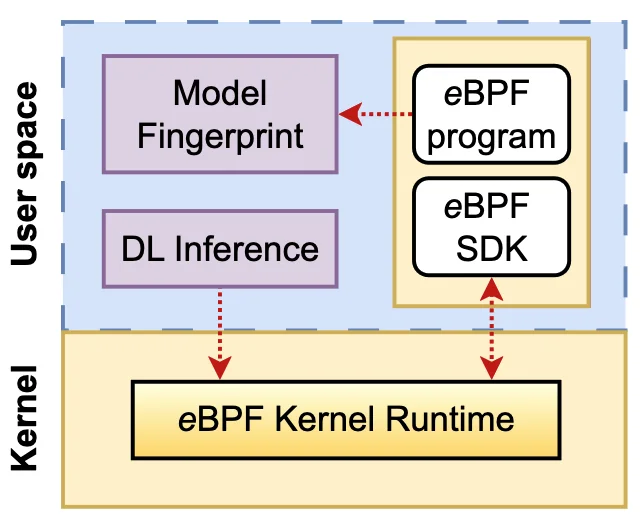 User space
Model
Fingerprint
eBPF
program
DL Inference
eBPF
SDK
Kernel
eBPF Kernel Runtime